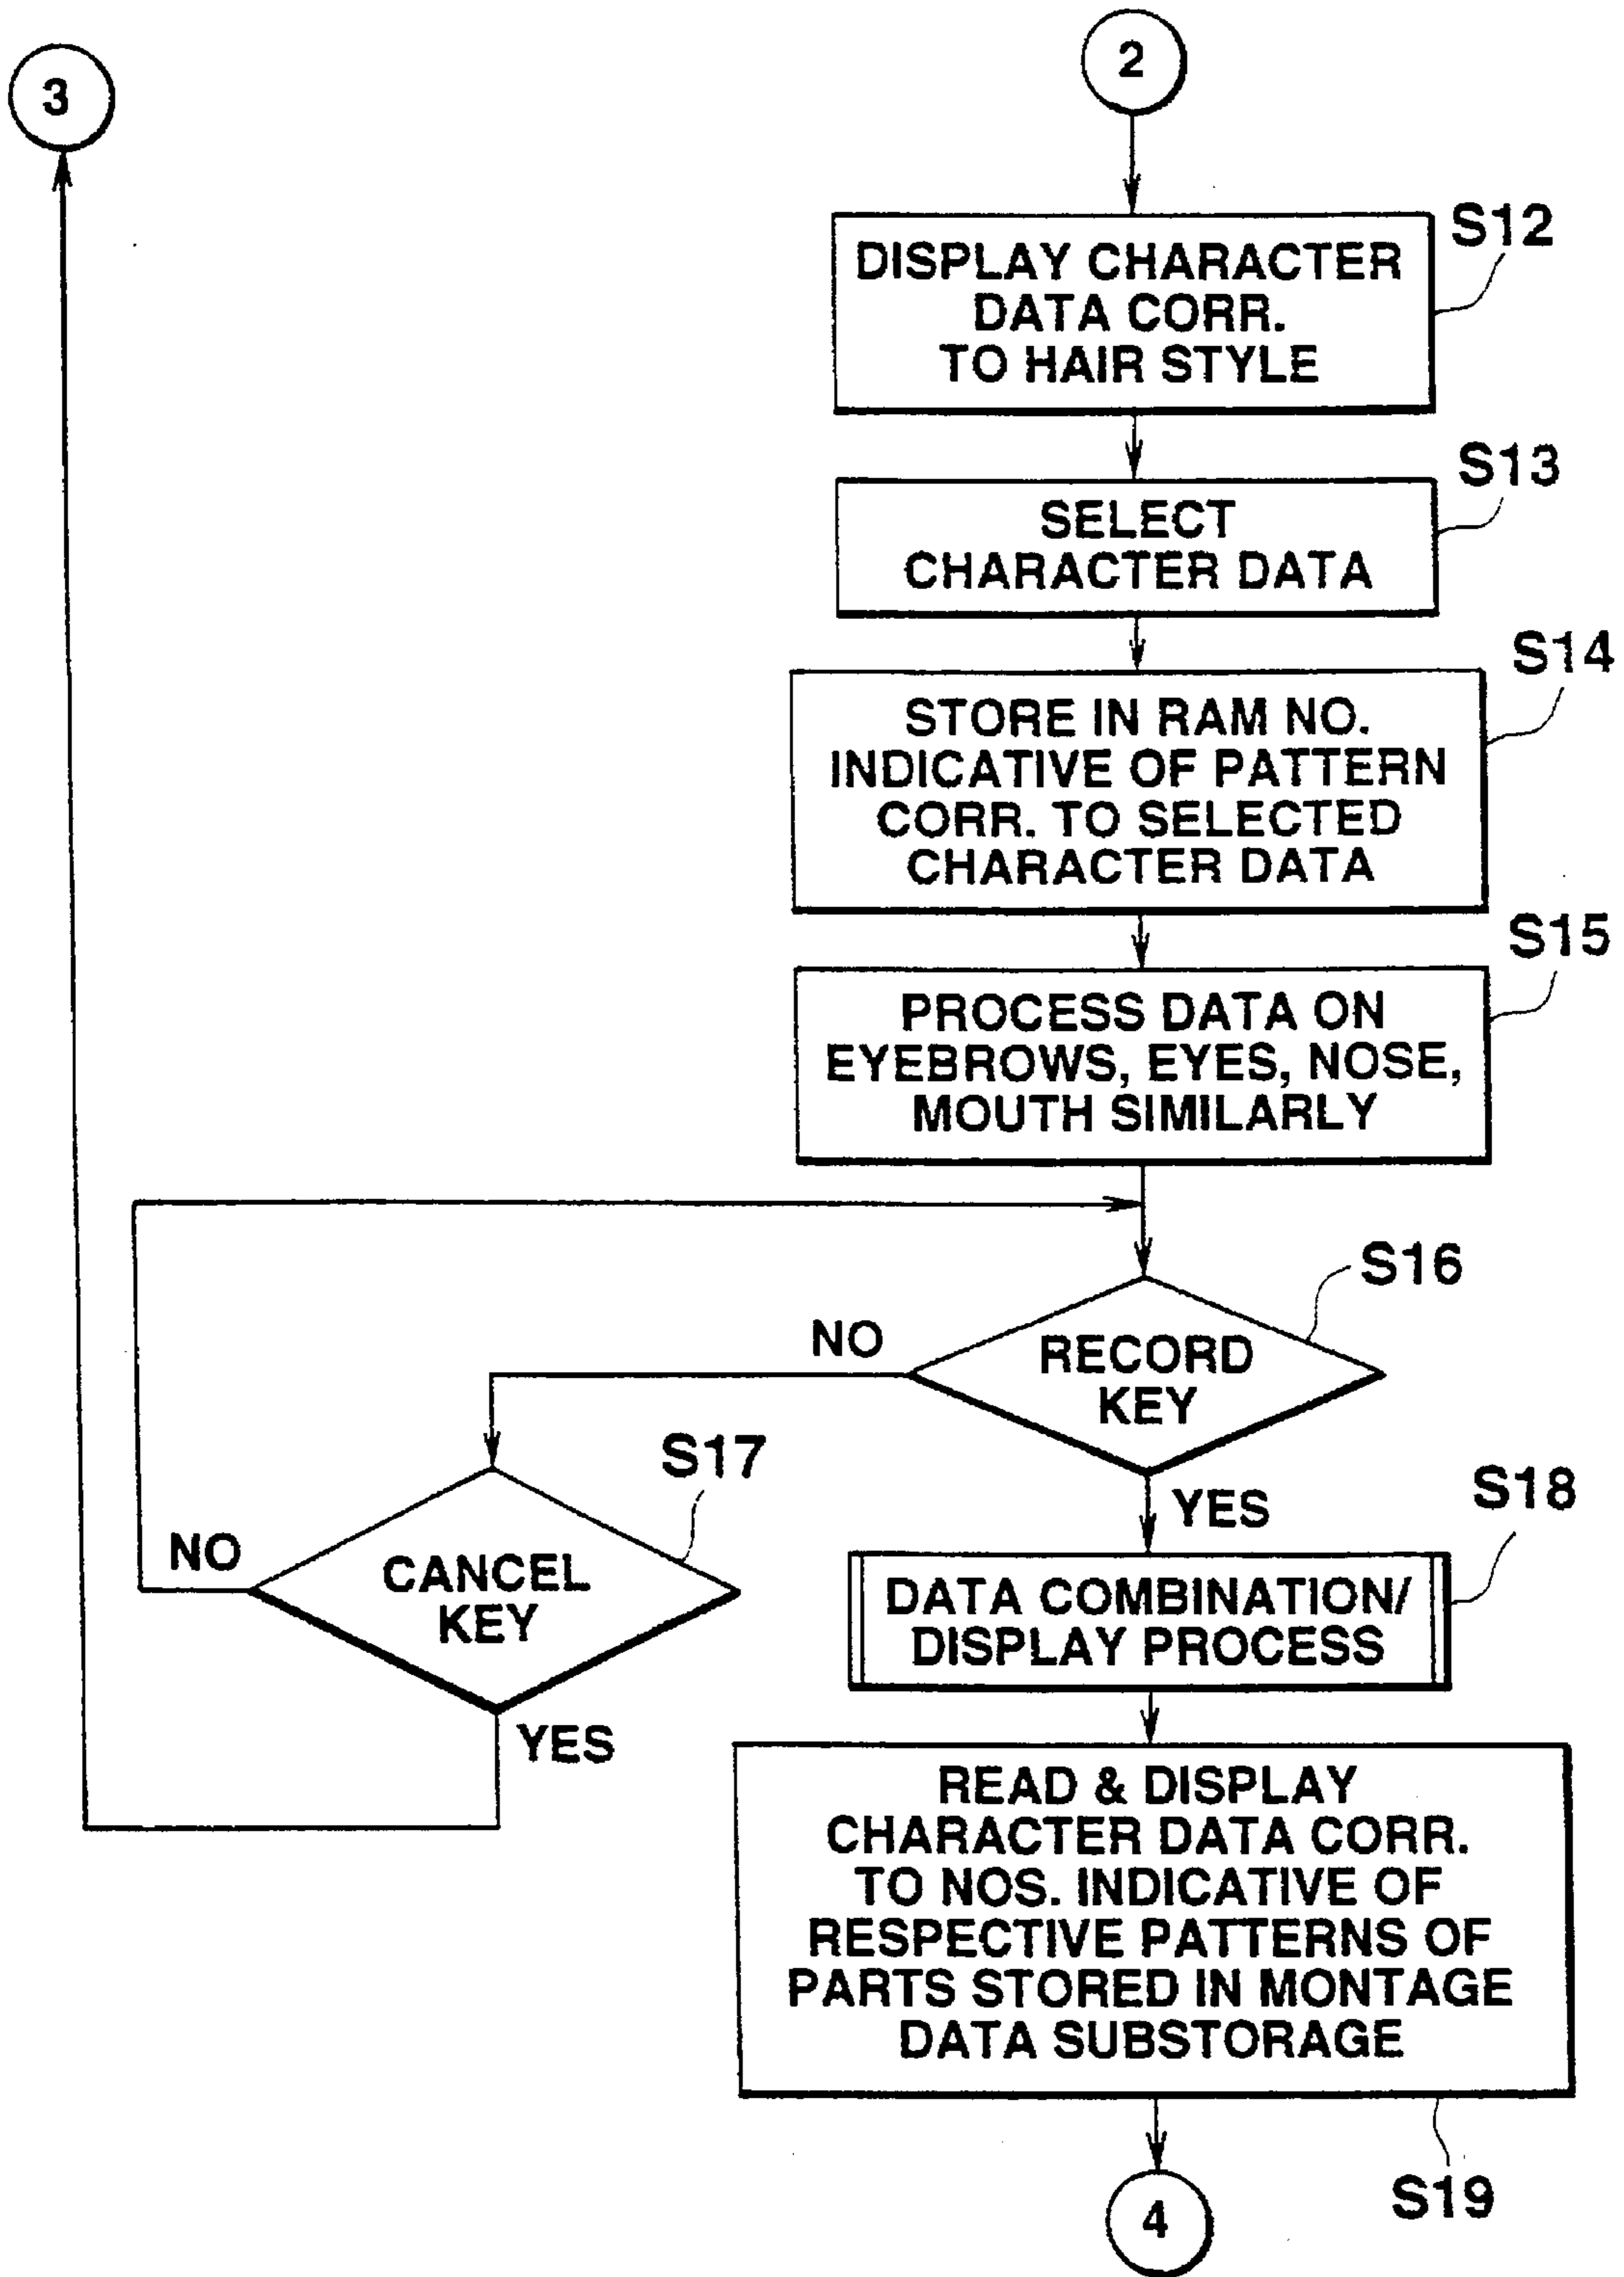 3
2
S12
DISPLAY CHARACTER
DATA CORR.
TO HAIR STYLE
S13
SELECT
CHARACTER DATA
S14
STORE IN RAM NO.
INDICATIVE OF PATTERN
CORR. TO SELECTED
CHARACTER DATA
S15
PROCESS DATA ON
EYEBROWS, EYES, NOSE,
MOUTH SIMILARLY
S16
NO
RECORD
KEY
S17
YES
S18
NO
CANCEL
KEY
DATA COMBINATION/
DISPLAY PROCESS
YES
READ & DISPLAY
CHARACTER DATA CORR.
TO NOS. INDICATIVE OF
RESPECTIVE PATTERNS OF
PARTS STORED IN MONTAGE
DATA SUBSTORAGE
S19
4